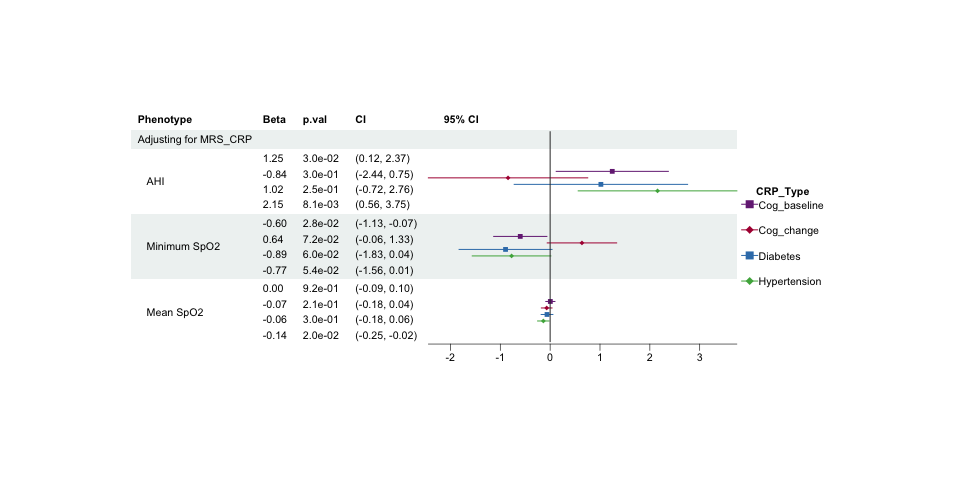 Phenotype Beta p.val CI 95% CI
Adjusting for MRS_CRP
AHI
1.25 3.0e-02 (0.12, 2.37)
-0.84 3.0e-01 (-2.44, 0.75)
1.02 2.5e-01 (-0.72, 2.76)
2.15 8.1e-03 (0.56, 3.75)
Minimum SpO2
-0.60 2.8e-02 (-1.13, -0.07)
0.64 7.2e-02 (-0.06, 1.33)
-0.89 6.0e-02 (-1.83, 0.04)
-0.77 5.4e-02 (-1.56, 0.01)
Mean SpO2
0.00 9.2e-01 (-0.09, 0.10)
-0.07 2.1e-01 (-0.18, 0.04)
-0.06 3.0e-01 (-0.18, 0.06)
-0.14 2.0e-02 (-0.25, -0.02)
-2 -1 0 1 2 3
CRP_Type
Cog_baseline
Cog_change
Diabetes
Hypertension